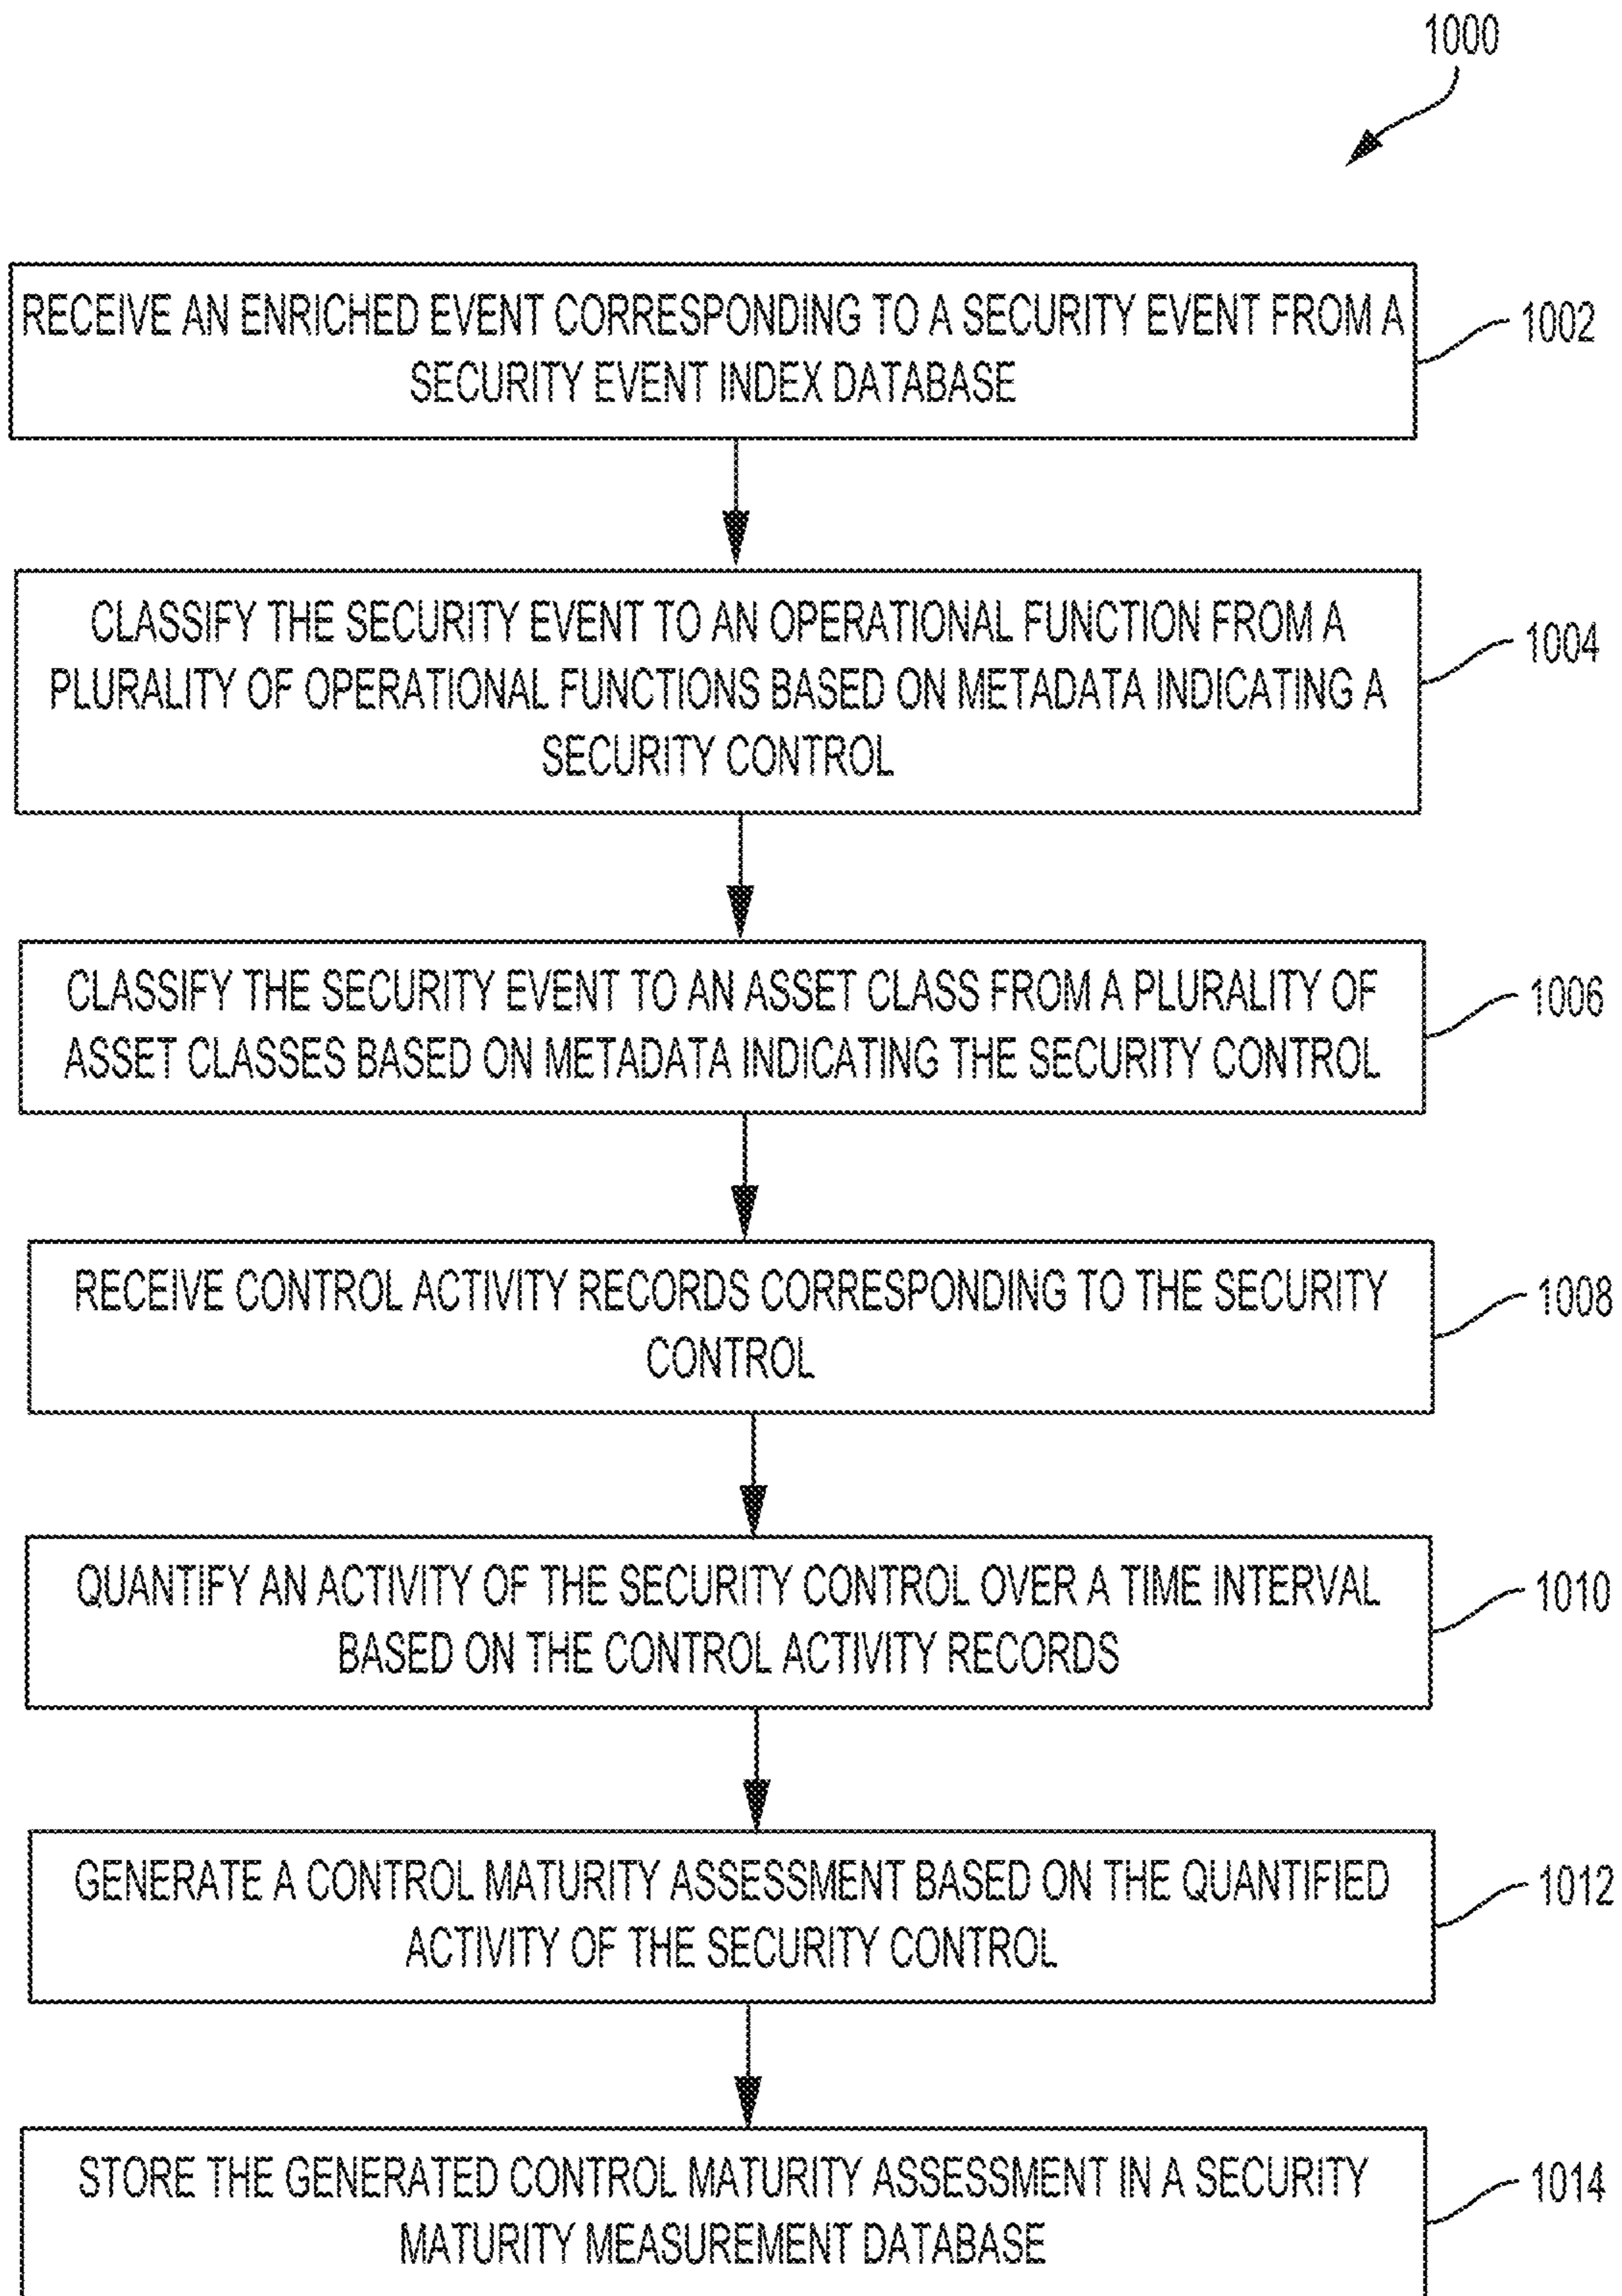 1000
RECEIVE AN ENRICHED EVENT CORRESPONDING TO A SECURITY EVENT FROM A
SECURITY EVENT INDEX DATABASE
1002
CLASSIFY THE SECURITY EVENT TO AN OPERATIONAL FUNCTION FROM A
PLURALITY OF OPERATIONAL FUNCTIONS BASED ON METADATA INDICATING A
SECURITY CONTROL
1004
CLASSIFY THE SECURITY EVENT TO AN ASSET CLASS FROM A PLURALITY OF
ASSET CLASSES BASED ON METADATA INDICATING THE SECURITY CONTROL
1006
RECEIVE CONTROL ACTIVITY RECORDS CORRESPONDING TO THE SECURITY
CONTROL
1008
QUANTIFY AN ACTIVITY OF THE SECURITY CONTROL OVER A TIME INTERVAL
BASED ON THE CONTROL ACTIVITY RECORDS
1010
GENERATE A CONTROL MATURITY ASSESSMENT BASED ON THE QUANTIFIED
ACTIVITY OF THE SECURITY CONTROL
1012
STORE THE GENERATED CONTROL MATURITY ASSESSMENT IN A SECURITY
MATURITY MEASUREMENT DATABASE
1014